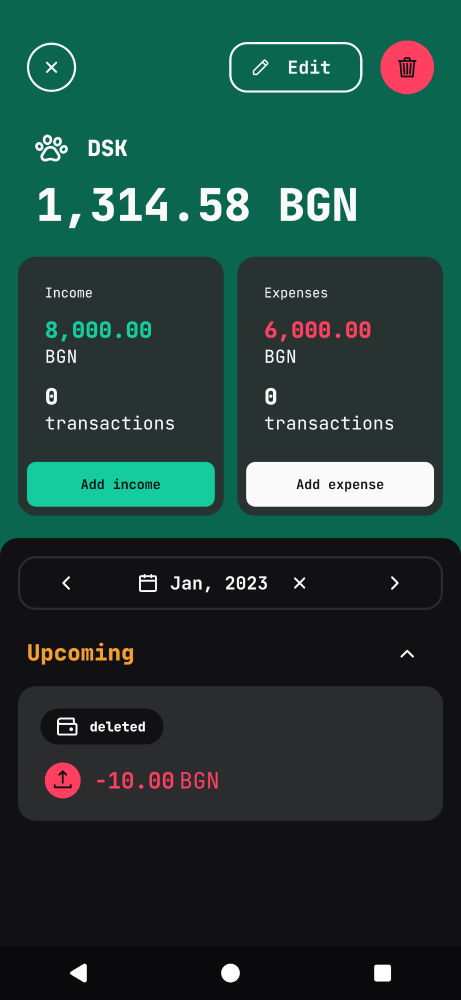 Edit
DSK
1,314.58 BGN
Income
8,000.00
BGN
0
transactions
Add income
Expenses
6,000.00
BGN
0
transactions
Add expense
Jan, 2023
Upcoming
deleted
-10.00 BGN